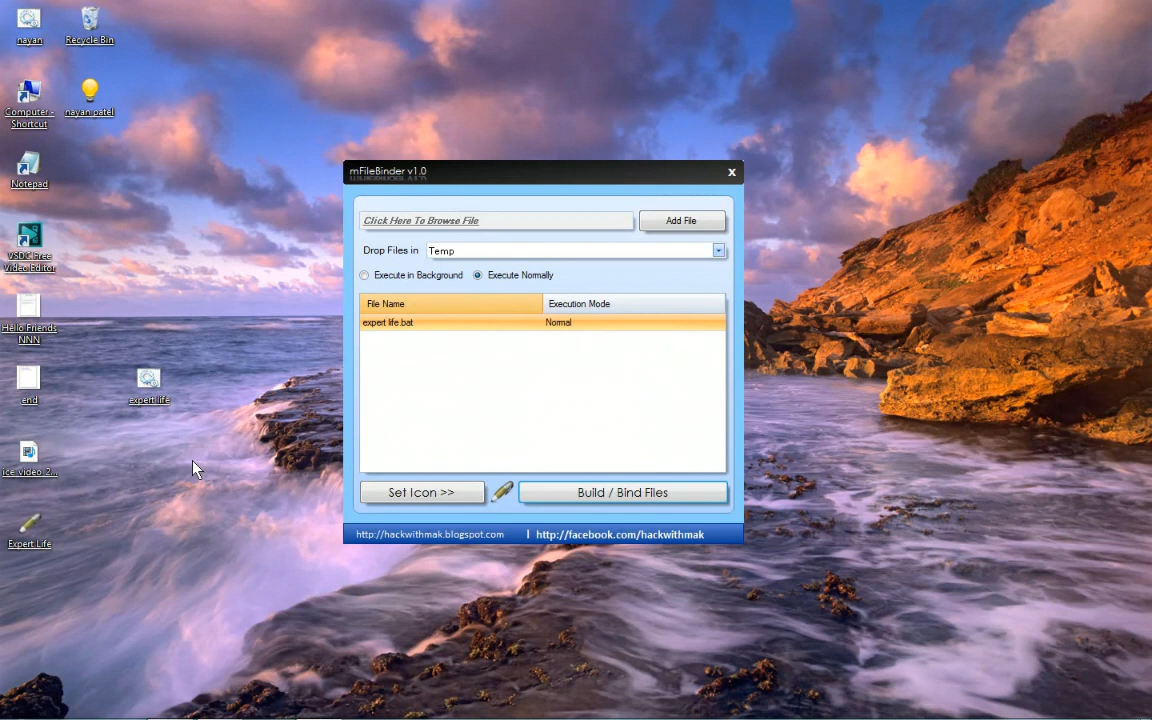 nayan
Recycle Bin
Computer - Shortcut
nayan patel
Notepad
VSDC Free Video Editor
Hello Friends NNN
end
expert life
ice_video_2...
Expert Life
mFileBinder v1.0
x
Click Here To Browse File
Add File
Drop Files in
Temp
Execute in Background
Execute Normally
File Name
Execution Mode
expert life.bat
Normal
Set Icon >>
Build / Bind Files
http://hackwithmak.blogspot.com | http://facebook.com/hackwithmak